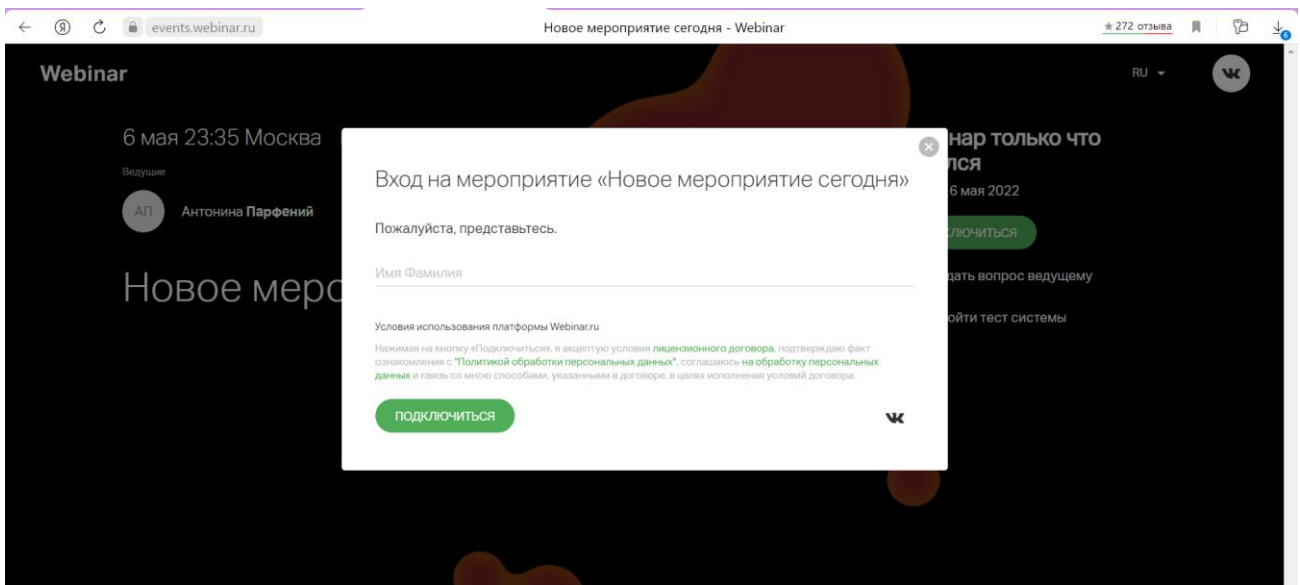 events.webinar.ru
Новое мероприятие сегодня - Webinar
★ 272 отзыва
6
Webinar
RU
6 мая 23:35 Москва
Ведущие
АП
Антонина Парфений
Новое меро
Вход на мероприятие «Новое мероприятие сегодня»
Пожалуйста, представьтесь.
Имя Фамилия
Условия использования платформы Webinar.ru
Нажимая на кнопку «Подключиться», я акцептую условия лицензионного договора, подтверждаю факт
ознакомления с "Политикой обработки персональных данных", соглашаюсь на обработку персональных
данных и связь со мною способами, указанными в договоре, в целях исполнения условий договора.
ПОДКЛЮЧИТЬСЯ
нар только что
лся
6 мая 2022
ЛЮЧИТЬСЯ
дать вопрос ведущему
ойти тест системы